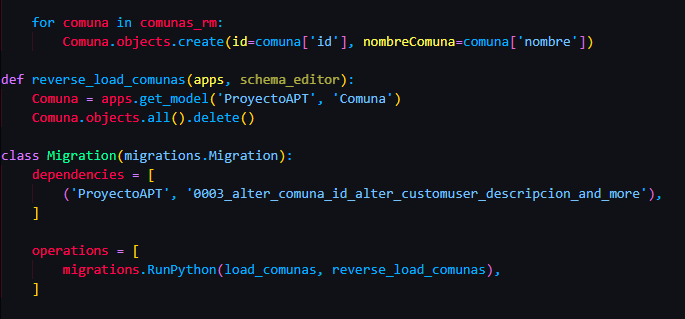 for comuna in comunas_rm:
Comuna.objects.create(id=comuna['id'], nombreComuna=comuna['nombre'])
def reverse_load_comunas(apps, schema_editor):
Comuna = apps.get_model('ProyectoAPT', 'Comuna')
Comuna.objects.all().delete()
class Migration(migrations.Migration):
dependencies = [
('ProyectoAPT', '0003_alter_comuna_id_alter_customuser_descripcion_and_more'),
]
operations = [
migrations.RunPython(load_comunas, reverse_load_comunas),
]